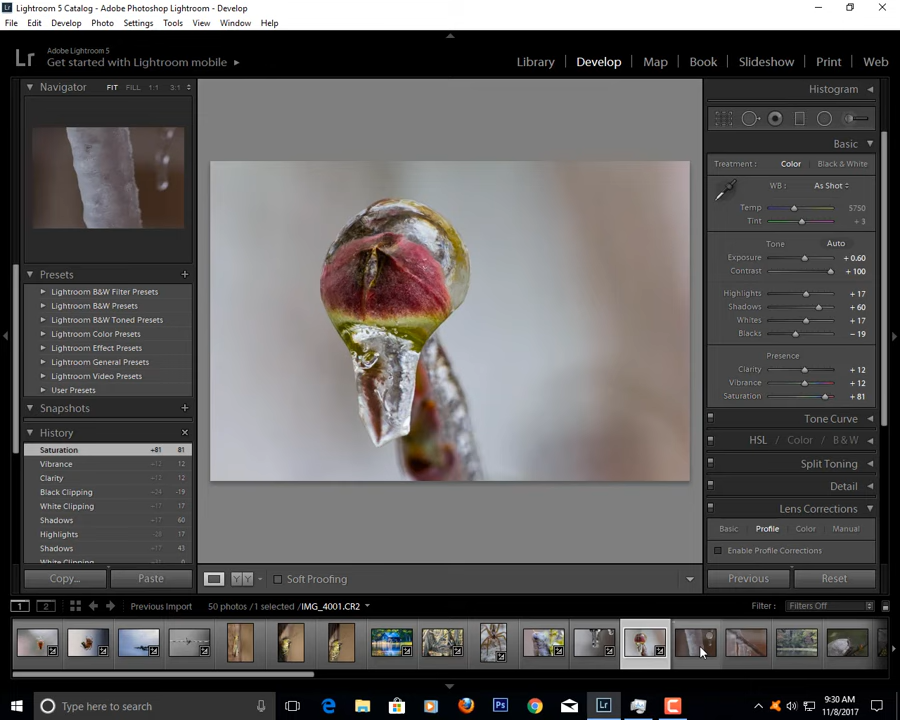 Lr Lightroom 5 Catalog - Adobe Photoshop Lightroom - Develop
File Edit Develop Photo Settings Tools View Window Help
Lr Adobe Lightroom 5
Get started with Lightroom mobile
Library Develop Map Book Slideshow Print Web
Navigator FIT FILL 1:1 3:1
Histogram
Basic
Treatment : Color Black & White
WB : As Shot
Temp 5750
Tint + 3
Tone Auto
Exposure + 0.60
Contrast + 100
Highlights + 17
Shadows + 60
Whites + 17
Blacks – 19
Presence
Clarity + 12
Vibrance + 12
Saturation + 81
Tone Curve
HSL / Color / B & W
Split Toning
Detail
Lens Corrections
Basic Profile Color Manual
Enable Profile Corrections
Presets
Lightroom B&W Filter Presets
Lightroom B&W Presets
Lightroom B&W Toned Presets
Lightroom Color Presets
Lightroom Effect Presets
Lightroom General Presets
Lightroom Video Presets
User Presets
Snapshots
History
Saturation +81 81
Vibrance 12
Clarity 12
Black Clipping -19
White Clipping 17
Shadows 60
Highlights 17
Shadows 43
Copy... Paste
Y Y Soft Proofing
Previous Reset
1 2 Previous Import 50 photos / 1 selected / IMG_4001.CR2 Filter : Filters Off
Type here to search
Ps Lr
9:30 AM
11/8/2017